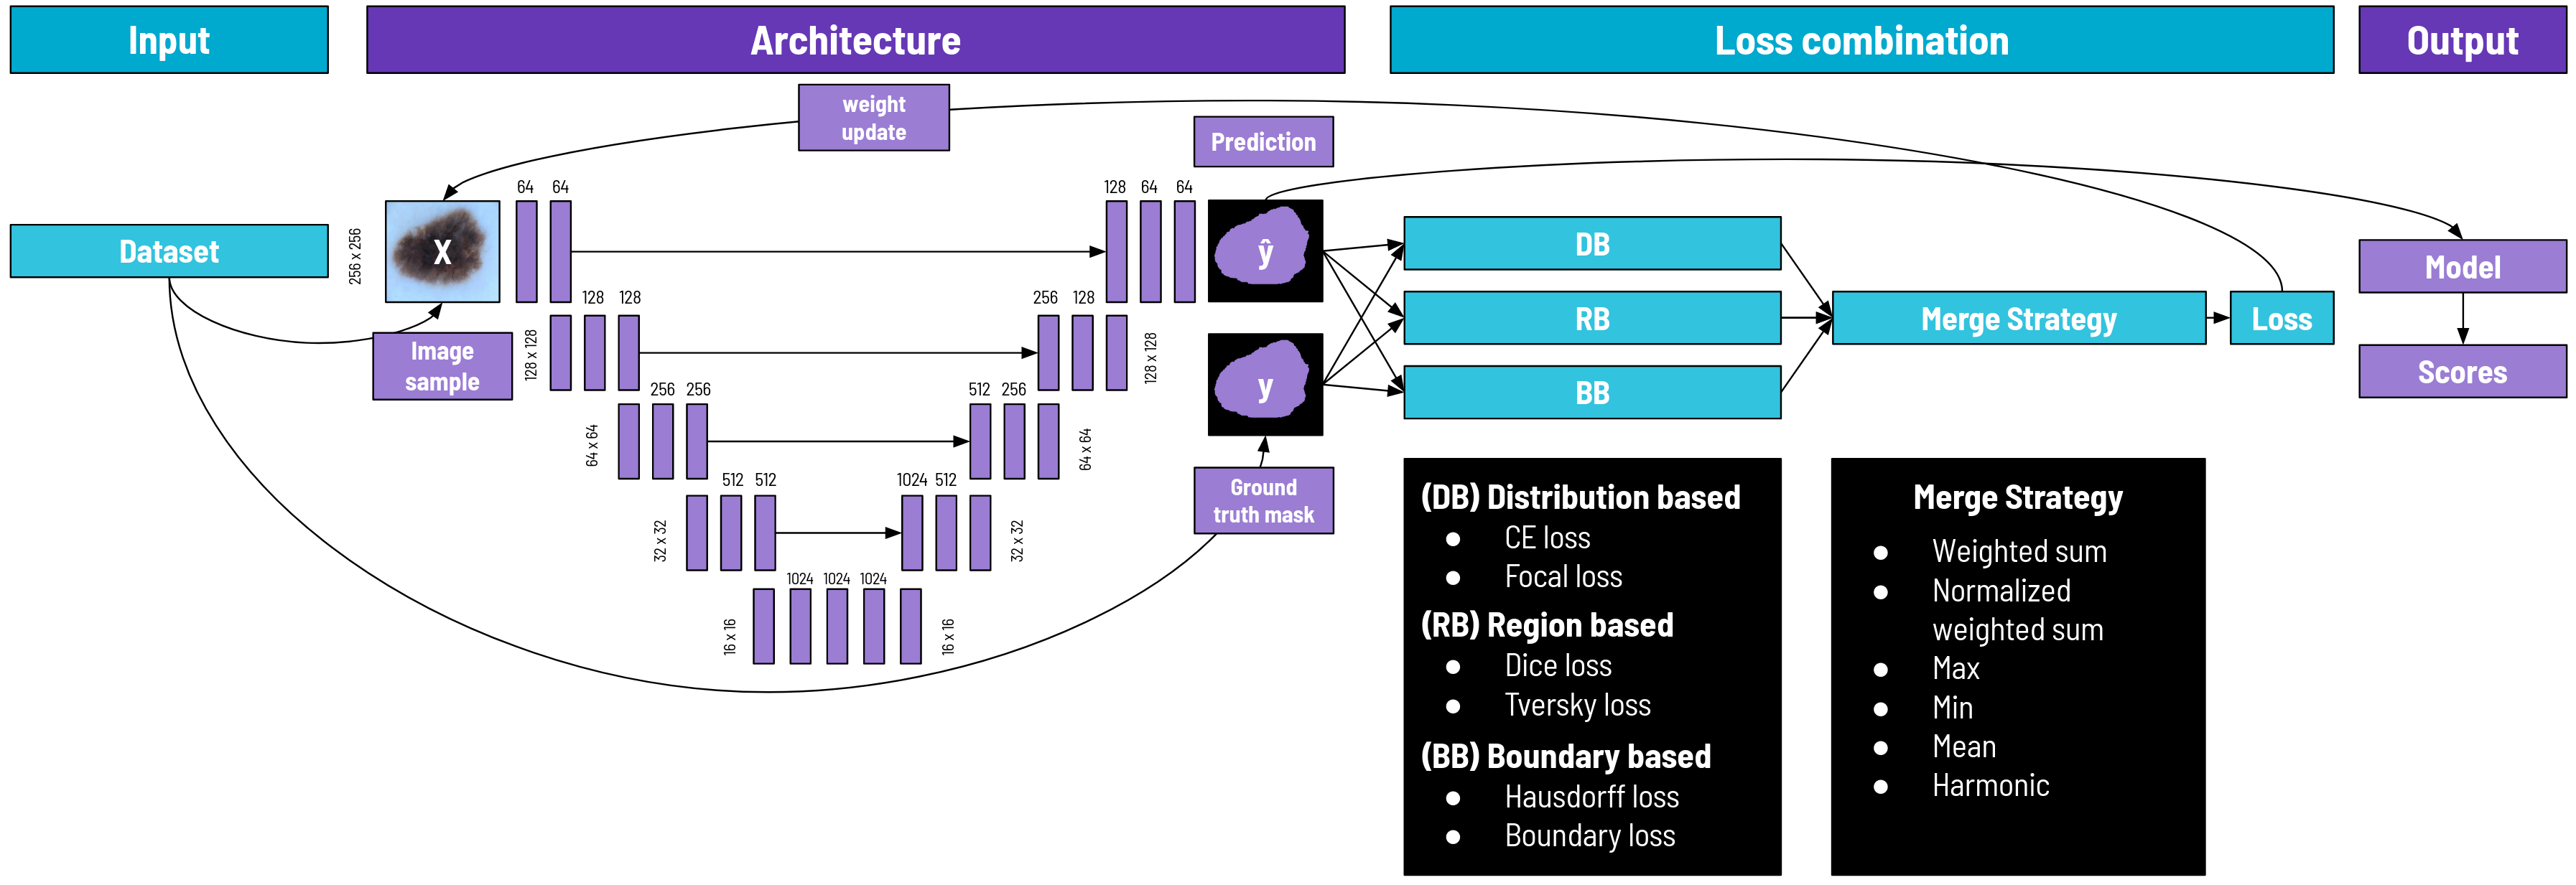 Input
Architecture
Loss combination
Output
weight
update
Prediction
Dataset
256 x 256
X
64
64
128
64
64
ŷ
DB
Model
128
128
256
128
RB
Merge Strategy
Loss
Image
sample
128 x 128
128 x 128
y
Scores
256
256
512
256
BB
64 x 64
64 x 64
512
512
1024
512
Ground
truth mask
32 x 32
32 x 32
1024
1024
1024
16 x 16
16 x 16
(DB) Distribution based
● CE loss
● Focal loss
(RB) Region based
● Dice loss
● Tversky loss
(BB) Boundary based
● Hausdorff loss
● Boundary loss
Merge Strategy
● Weighted sum
● Normalized
weighted sum
● Max
● Min
● Mean
● Harmonic